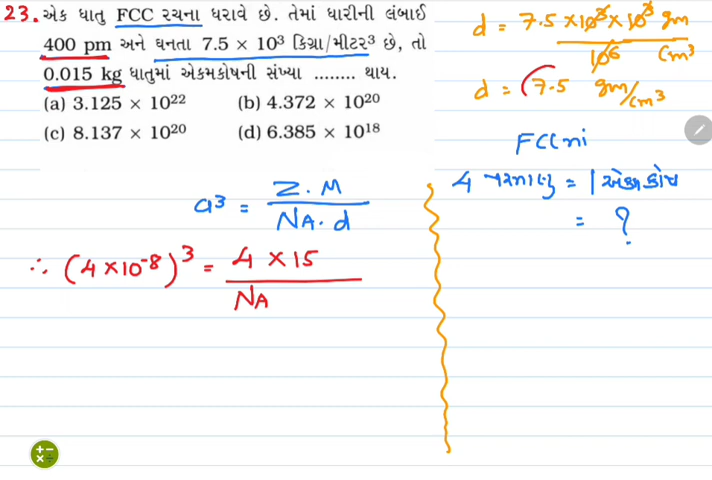 23. એક ધાતુ FCC રચના ધરાવે છે. તેમાં ધારીની લંબાઈ
400 pm અને ઘનતા 7.5 × 10³ કિગ્રા/મીટર³ છે, તો
0.015 kg ધાતુમાં એકમકોષની સંખ્યા ........ થાય.
(a) 3.125 × 10²² (b) 4.372 × 10²⁰
(c) 8.137 × 10²⁰ (d) 6.385 × 10¹⁸
d = 7.5 × 10³ × 10³ gm
10⁶ cm³
d = 7.5 gm/cm³
FCC ni
4 પરમાણુ = 1 એકમકોષ
= ?
a³ = Z. M
NA. d
∴ (4 × 10⁻⁸)³ = 4 × 15
NA